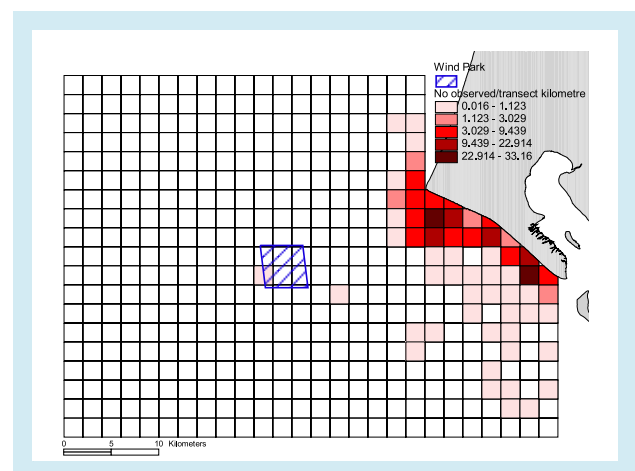 Wind Park
No observed/transect kilometre
0.016 - 1.123
1.123 - 3.029
3.029 - 9.439
9.439 - 22.914
22.914 - 33.16
0 5 10 Kilometers